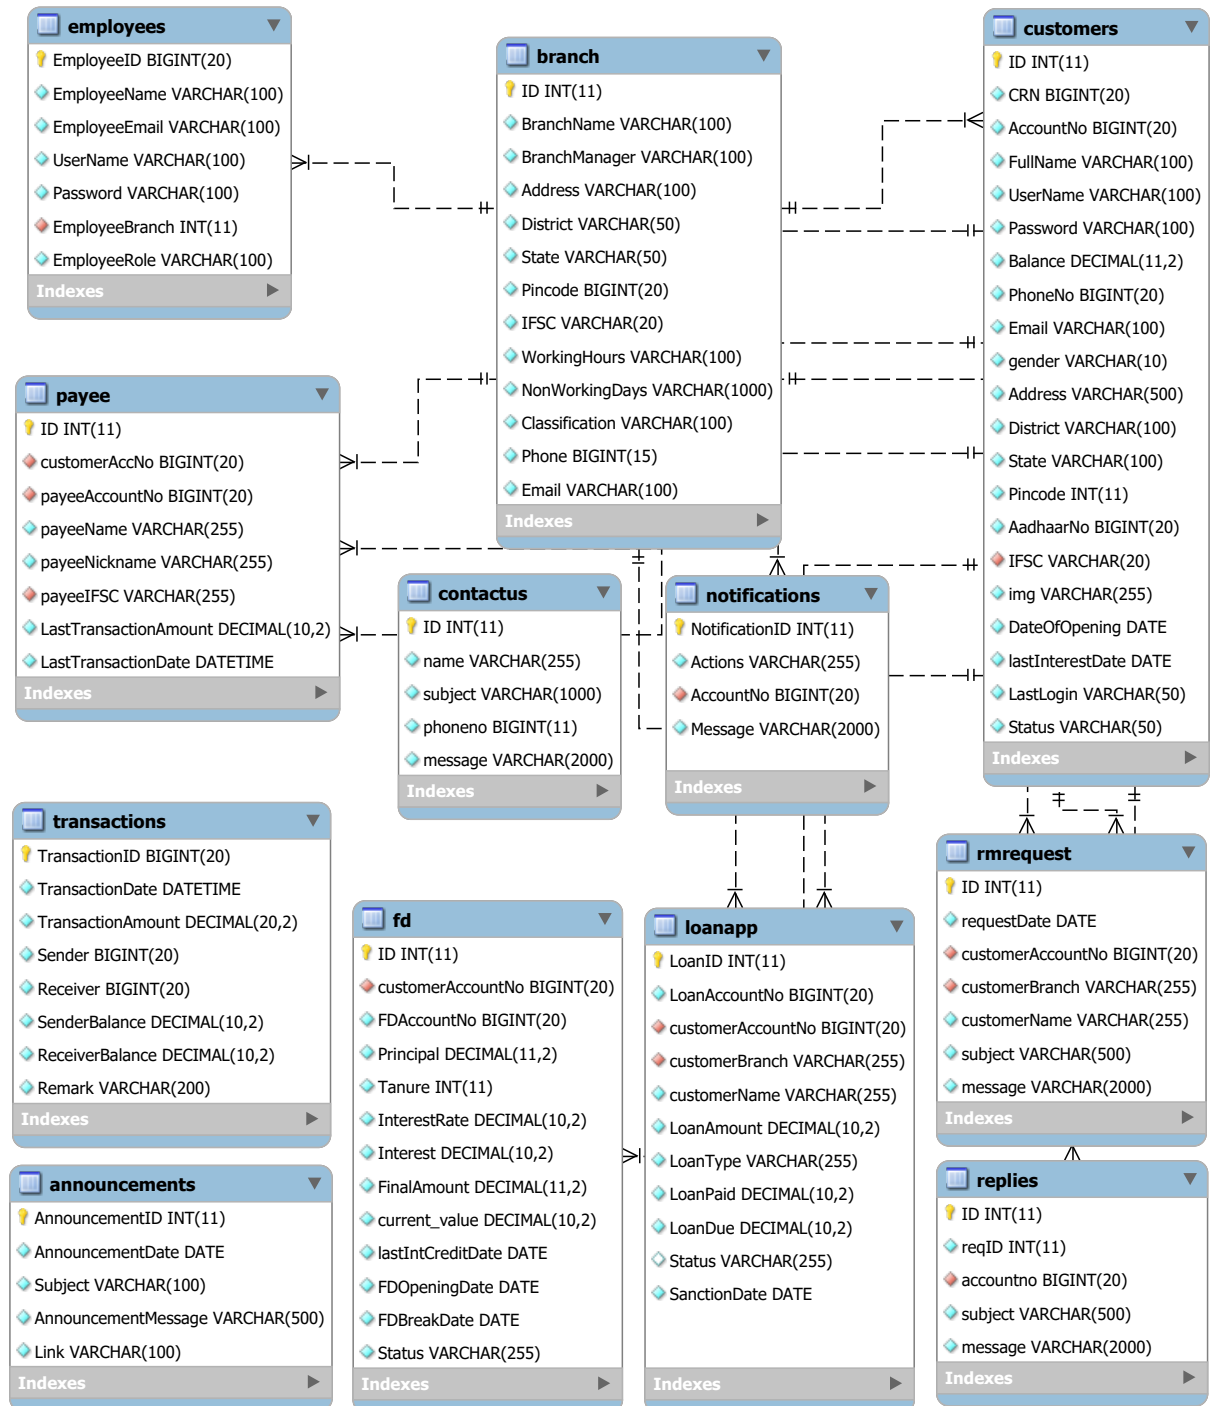 employees
EmployeeID BIGINT(20)
EmployeeName VARCHAR(100)
EmployeeEmail VARCHAR(100)
UserName VARCHAR(100)
Password VARCHAR(100)
EmployeeBranch INT(11)
EmployeeRole VARCHAR(100)
Indexes
branch
ID INT(11)
BranchName VARCHAR(100)
BranchManager VARCHAR(100)
Address VARCHAR(100)
District VARCHAR(50)
State VARCHAR(50)
Pincode BIGINT(20)
IFSC VARCHAR(20)
WorkingHours VARCHAR(100)
NonWorkingDays VARCHAR(1000)
Classification VARCHAR(100)
Phone BIGINT(15)
Email VARCHAR(100)
Indexes
customers
ID INT(11)
CRN BIGINT(20)
AccountNo BIGINT(20)
FullName VARCHAR(100)
UserName VARCHAR(100)
Password VARCHAR(100)
Balance DECIMAL(11,2)
PhoneNo BIGINT(20)
Email VARCHAR(100)
gender VARCHAR(10)
Address VARCHAR(500)
District VARCHAR(100)
State VARCHAR(100)
Pincode INT(11)
AadhaarNo BIGINT(20)
IFSC VARCHAR(20)
img VARCHAR(255)
DateOfOpening DATE
lastInterestDate DATE
LastLogin VARCHAR(50)
Status VARCHAR(50)
Indexes
payee
ID INT(11)
customerAccNo BIGINT(20)
payeeAccountNo BIGINT(20)
payeeName VARCHAR(255)
payeeNickname VARCHAR(255)
payeeIFSC VARCHAR(255)
LastTransactionAmount DECIMAL(10,2)
LastTransactionDate DATETIME
Indexes
contactus
ID INT(11)
name VARCHAR(255)
subject VARCHAR(1000)
phoneno BIGINT(11)
message VARCHAR(2000)
Indexes
notifications
NotificationID INT(11)
Actions VARCHAR(255)
AccountNo BIGINT(20)
Message VARCHAR(2000)
Indexes
transactions
TransactionID BIGINT(20)
TransactionDate DATETIME
TransactionAmount DECIMAL(20,2)
Sender BIGINT(20)
Receiver BIGINT(20)
SenderBalance DECIMAL(10,2)
ReceiverBalance DECIMAL(10,2)
Remark VARCHAR(200)
Indexes
fd
ID INT(11)
customerAccountNo BIGINT(20)
FDAccountNo BIGINT(20)
Principal DECIMAL(11,2)
Tanure INT(11)
InterestRate DECIMAL(10,2)
Interest DECIMAL(10,2)
FinalAmount DECIMAL(11,2)
current_value DECIMAL(10,2)
lastIntCreditDate DATE
FDOpeningDate DATE
FDBreakDate DATE
Status VARCHAR(255)
Indexes
loanapp
LoanID INT(11)
LoanAccountNo BIGINT(20)
customerAccountNo BIGINT(20)
customerBranch VARCHAR(255)
customerName VARCHAR(255)
LoanAmount DECIMAL(10,2)
LoanType VARCHAR(255)
LoanPaid DECIMAL(10,2)
LoanDue DECIMAL(10,2)
Status VARCHAR(255)
SanctionDate DATE
Indexes
rmrequest
ID INT(11)
requestDate DATE
customerAccountNo BIGINT(20)
customerBranch VARCHAR(255)
customerName VARCHAR(255)
subject VARCHAR(500)
message VARCHAR(2000)
Indexes
announcements
AnnouncementID INT(11)
AnnouncementDate DATE
Subject VARCHAR(100)
AnnouncementMessage VARCHAR(500)
Link VARCHAR(100)
Indexes
replies
ID INT(11)
reqID INT(11)
accountno BIGINT(20)
subject VARCHAR(500)
message VARCHAR(2000)
Indexes